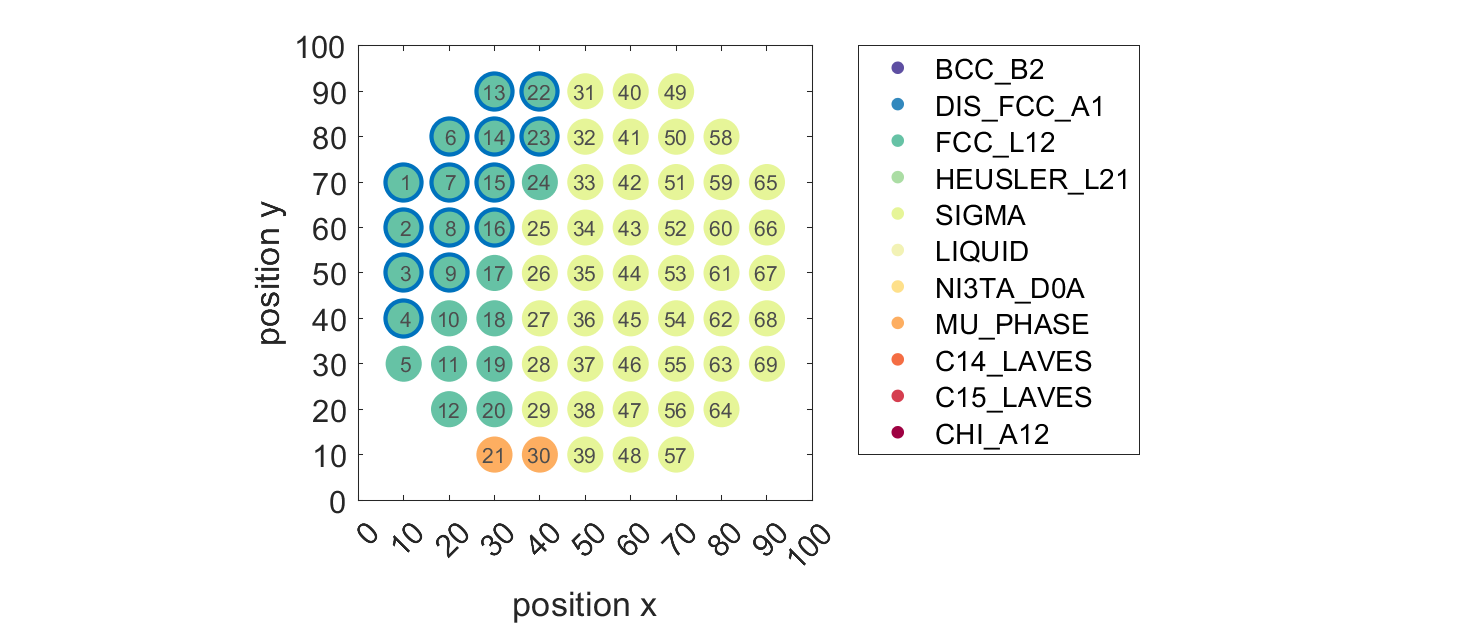 100
90
80
70
60
50
40
30
20
10
0
position y
13 22 31 40 49
6 14 23 32 41 50 58
1 7 15 24 33 42 51 59 65
2 8 16 25 34 43 52 60 66
3 9 17 26 35 44 53 61 67
4 10 18 27 36 45 54 62 68
5 11 19 28 37 46 55 63 69
12 20 29 38 47 56 64
21 30 39 48 57
0 10 20 30 40 50 60 70 80 90 100
position x
BCC_B2
DIS_FCC_A1
FCC_L12
HEUSLER_L21
SIGMA
LIQUID
NI3TA_D0A
MU_PHASE
C14_LAVES
C15_LAVES
CHI_A12